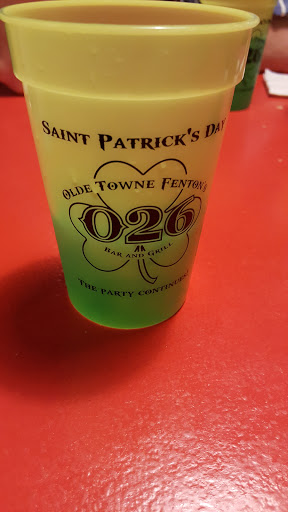 Saint Patrick's Day
Olde Towne Fenton's
026
Bar and Grill
The party continues